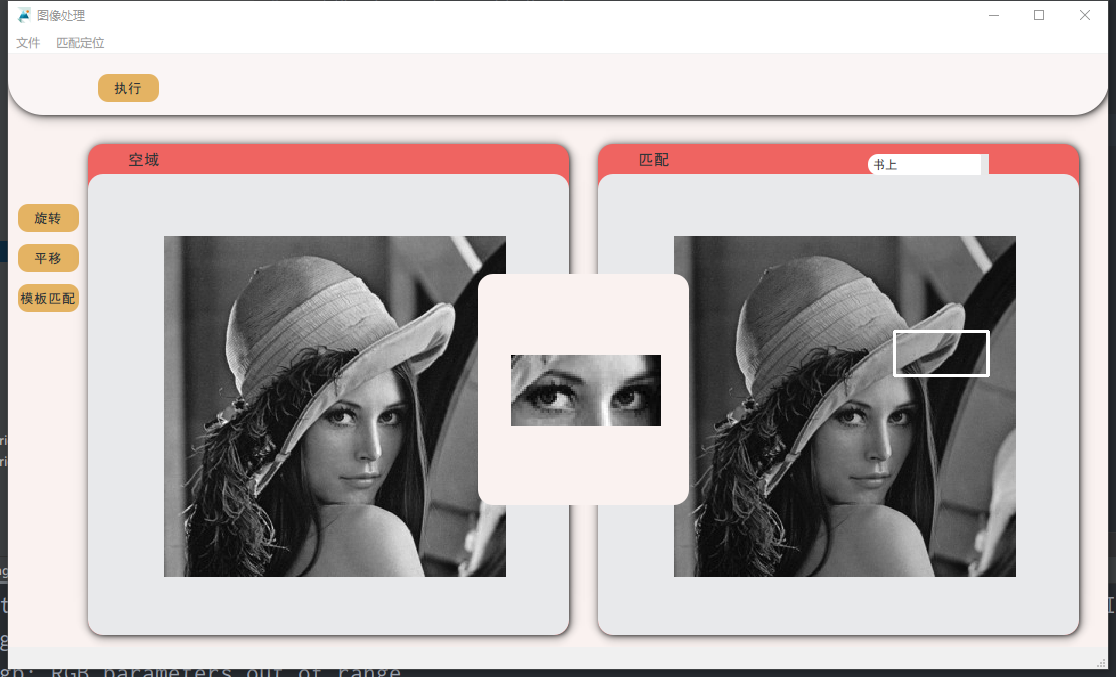 图像处理
文件 匹配定位
执行
空域
匹配
书上
旋转
平移
模板匹配
gb: RGB parameters out of range